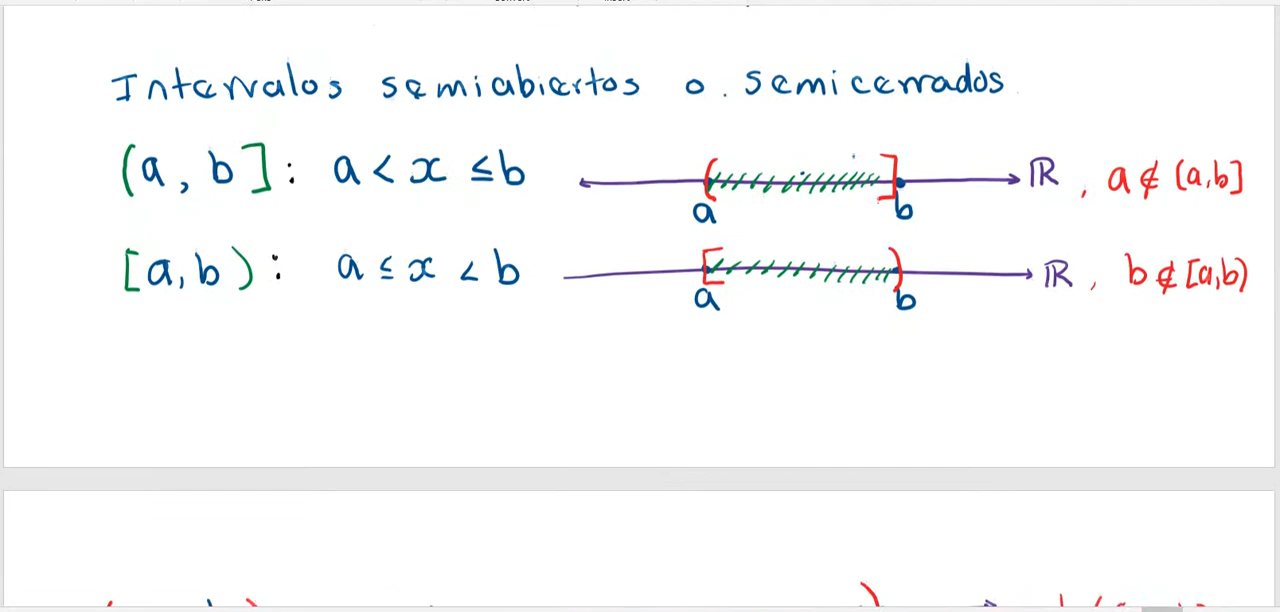 Intervalos semiabiertos o. semicerrados
(a, b]: a < x ≤ b a b ℝ, a ∉ (a,b]
[a, b): a ≤ x < b a b ℝ, b ∉ [a,b)